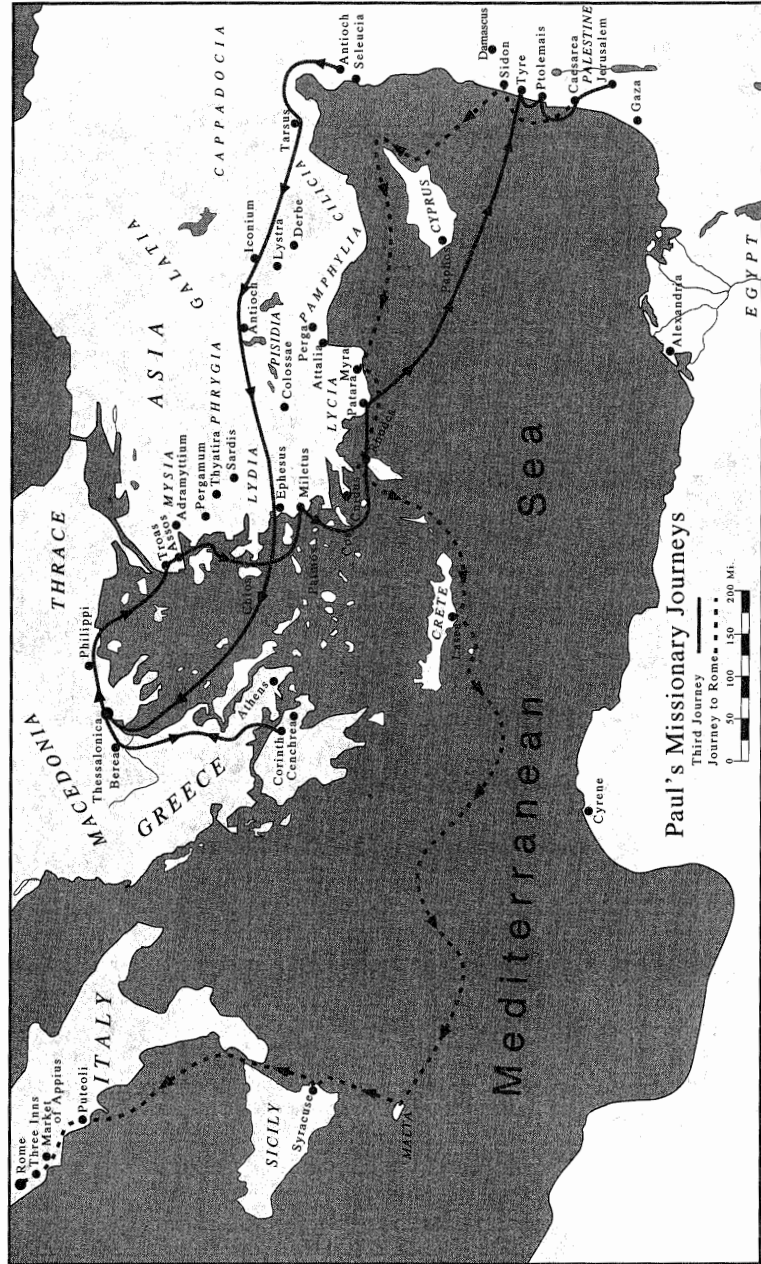 Rome
Three Inns
Market
of Appius
Puteoli
ITALY
SICILY
Syracuse
MALTA
MACEDONIA
Thessalonica
Berea
GREECE
Philippi
THRACE
Athens
Corinth
Cenchrea
Troas
Assos
MYSIA
Adramyttium
Pergamum
Thyatira
Sardis
PHRYGIA
LYDIA
Ephesus
Miletus
Chios
Patmos
Rhodes
ASIA
GALATIA
CAPPADOCIA
Antioch
Iconium
Lystra
Derbe
PISIDIA
Colossae
PAMPHYLIA
Perga
Attalia
LYCIA
Myra
Patara
CILICIA
Tarsus
Antioch
Seleucia
CYPRUS
Paphos
CRETE
Damascus
Sidon
Tyre
Ptolemais
Caesarea
PALESTINE
Jerusalem
Gaza
Alexandria
EGYPT
Cyrene
Mediterranean Sea
Paul's Missionary Journeys
Third Journey
Journey to Rome
0 50 100 150 200 Mi.